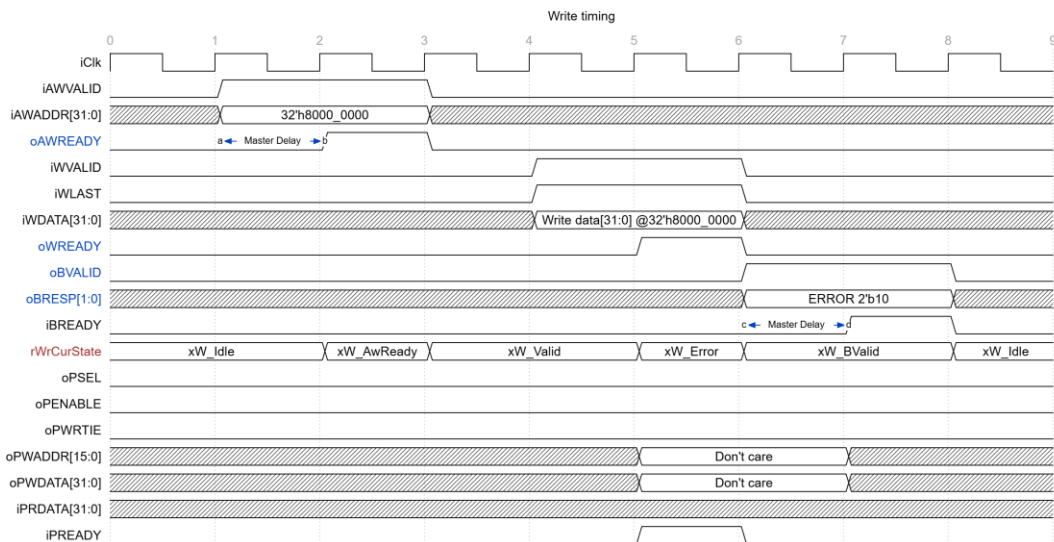 Write timing
0 1 2 3 4 5 6 7 8 9
iClk
iAWVALID
iAWADDR[31:0] 32'h8000_0000
oAWREADY a Master Delay b
iWVALID
iWLAST
iWDATA[31:0] Write data[31:0] @32'h8000_0000
oWREADY
oBVALID
oBRESP[1:0] ERROR 2'b10
iBREADY c Master Delay d
rWrCurState xW_Idle xW_AwReady xW_Valid xW_Error xW_BValid xW_Idle
oPSEL
oPENABLE
oPWRTIE
oPWADDR[15:0] Don't care
oPWDATA[31:0] Don't care
iPRDATA[31:0]
iPREADY